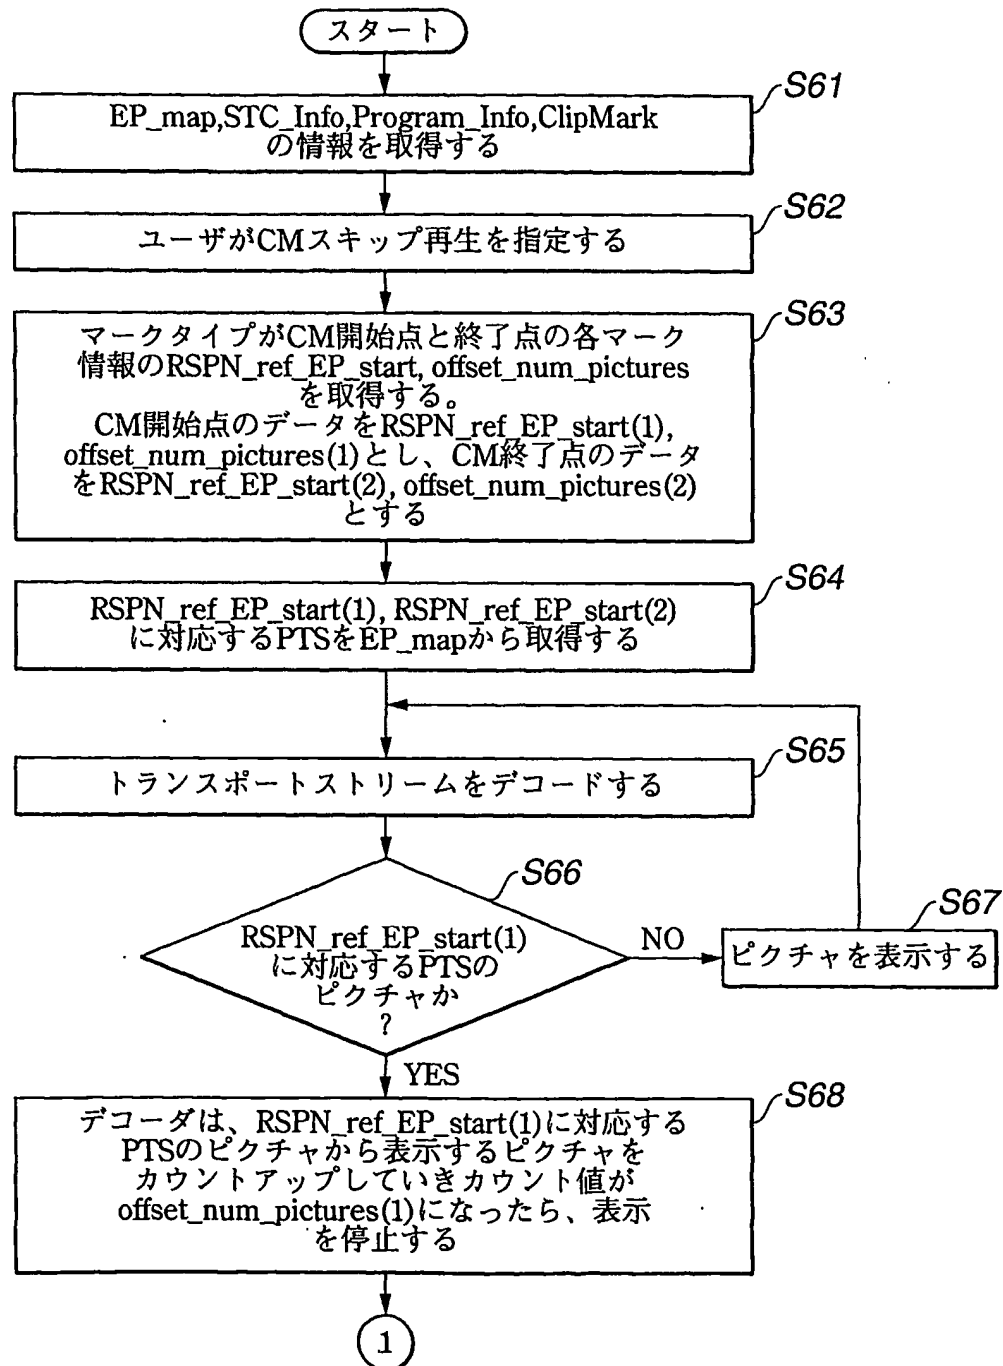 スタート
S61
EP_map,STC_Info,Program_Info,ClipMark
の情報を取得する
S62
ユーザがCMスキップ再生を指定する
S63
マークタイプがCM開始点と終了点の各マーク
情報のRSPN_ref_EP_start, offset_num_pictures
を取得する。
CM開始点のデータをRSPN_ref_EP_start(1),
offset_num_pictures(1)とし、CM終了点のデータ
をRSPN_ref_EP_start(2), offset_num_pictures(2)
とする
S64
RSPN_ref_EP_start(1), RSPN_ref_EP_start(2)
に対応するPTSをEP_mapから取得する
S65
トランスポートストリームをデコードする
S66
RSPN_ref_EP_start(1)
に対応するPTSの
ピクチャか
?
NO
S67
ピクチャを表示する
YES
S68
デコーダは、RSPN_ref_EP_start(1)に対応する
PTSのピクチャから表示するピクチャを
カウントアップしていきカウント値が
offset_num_pictures(1)になったら、表示
を停止する
1